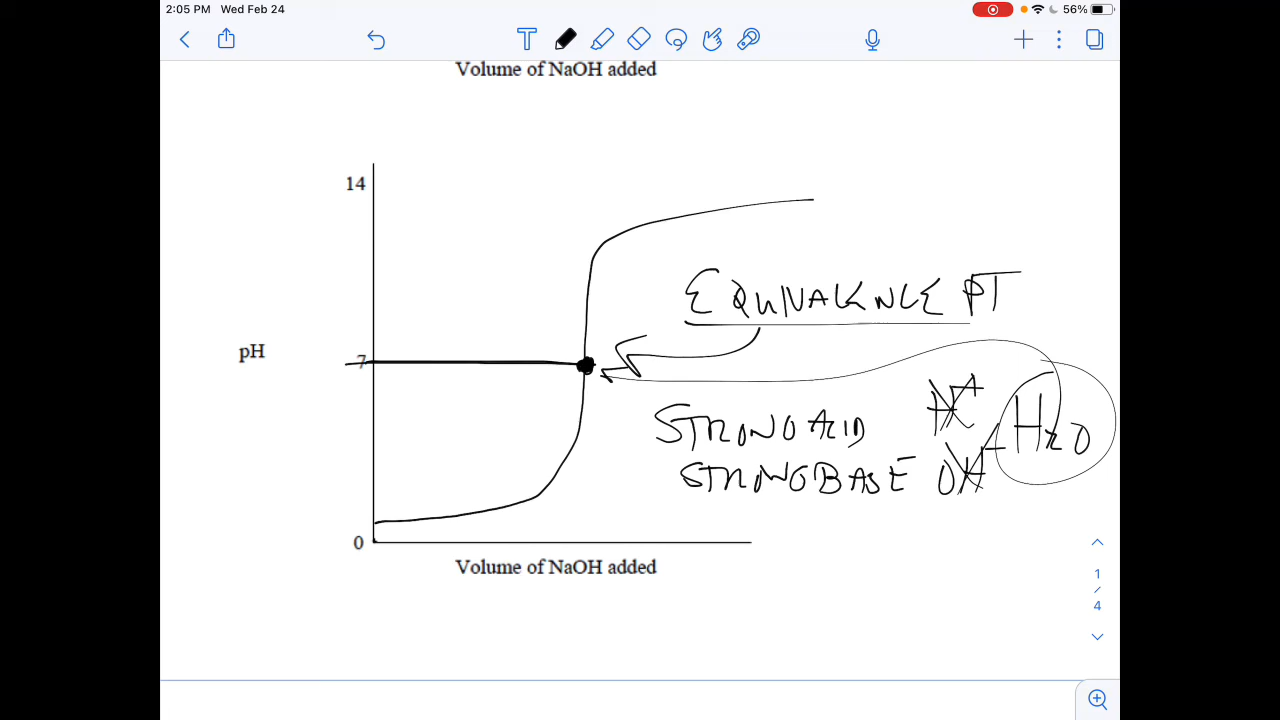 2:05 PM Wed Feb 24
56%
Volume of NaOH added
14
EQUIVALENCE PT
pH
7
STRONG ACID H+
H2O
STRONG BASE OH-
0
Volume of NaOH added
1
/
4